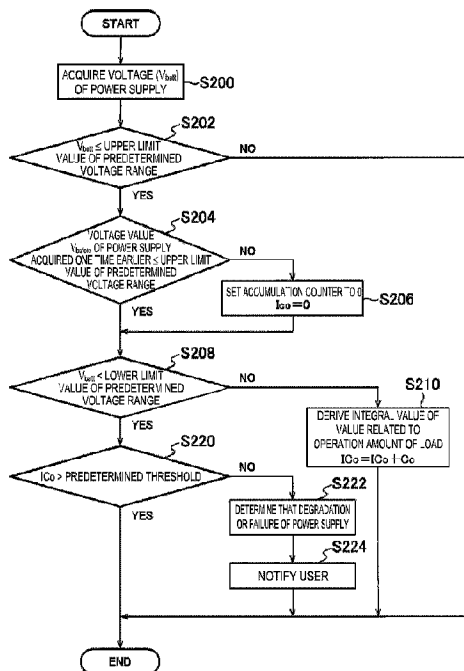 START
ACQUIRE VOLTAGE (Vbatt)
OF POWER SUPPLY
S200
S202
Vbatt ≤ UPPER LIMIT
VALUE OF PREDETERMINED
VOLTAGE RANGE
NO
YES
S204
VOLTAGE VALUE
Vbefore OF POWER SUPPLY
ACQUIRED ONE TIME EARLIER ≤ UPPER LIMIT
VALUE OF PREDETERMINED
VOLTAGE RANGE
NO
YES
SET ACCUMULATION COUNTER TO 0
ICo=0
S206
S208
Vbatt < LOWER LIMIT
VALUE OF PREDETERMINED
VOLTAGE RANGE
NO
YES
S210
DERIVE INTEGRAL VALUE OF
VALUE RELATED TO
OPERATION AMOUNT OF LOAD
ICo=ICo+Co
S220
ICo > PREDETERMINED THRESHOLD
NO
YES
S222
DETERMINE THAT DEGRADATION
OR FAILURE OF POWER SUPPLY
S224
NOTIFY USER
END